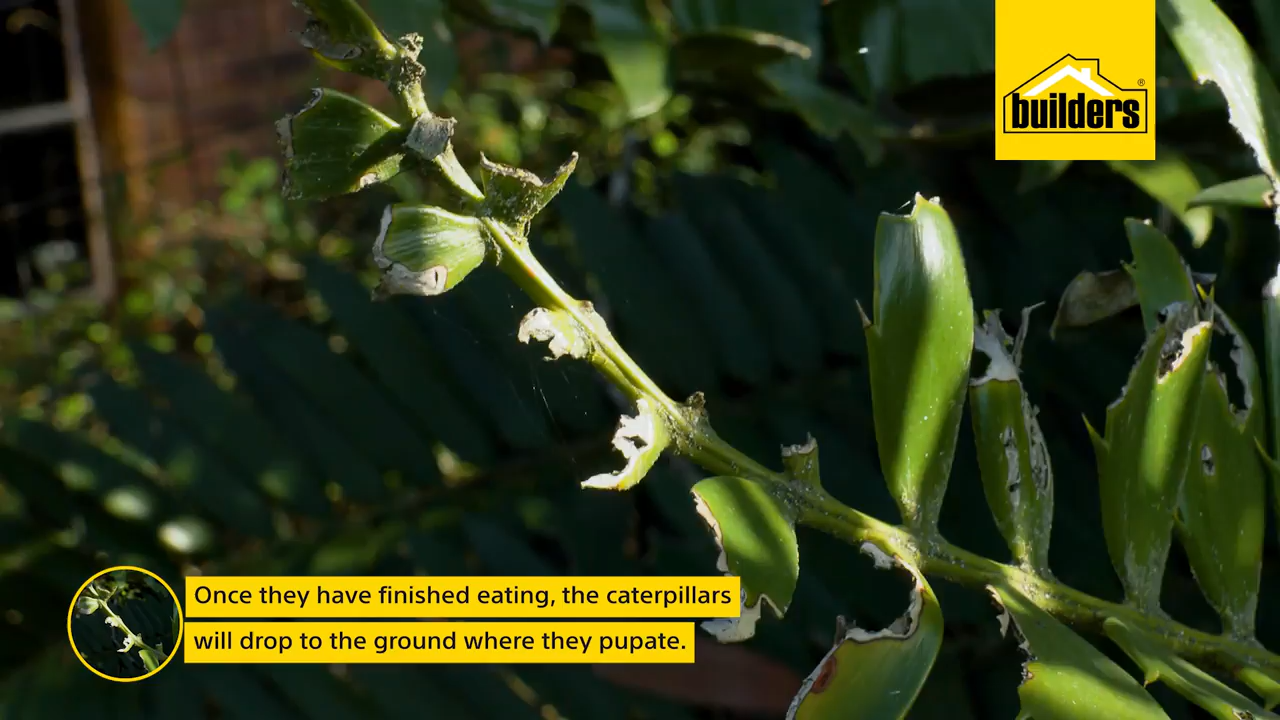 builders®
Once they have finished eating, the caterpillars
will drop to the ground where they pupate.